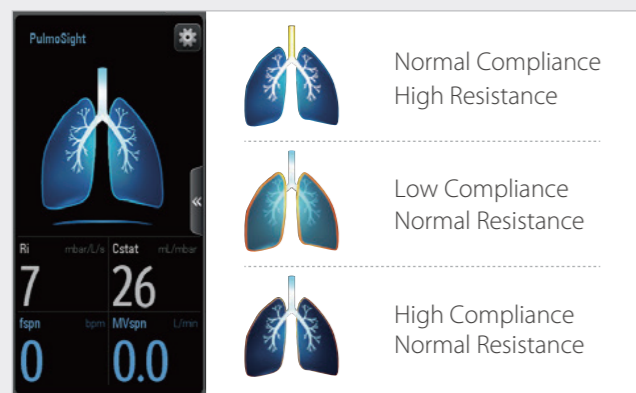 PulmoSight
Ri mbar/L/s Cstat mL/mbar
7 26
fspn bpm MVspn L/min
0 0.0
Normal Compliance
High Resistance
Low Compliance
Normal Resistance
High Compliance
Normal Resistance